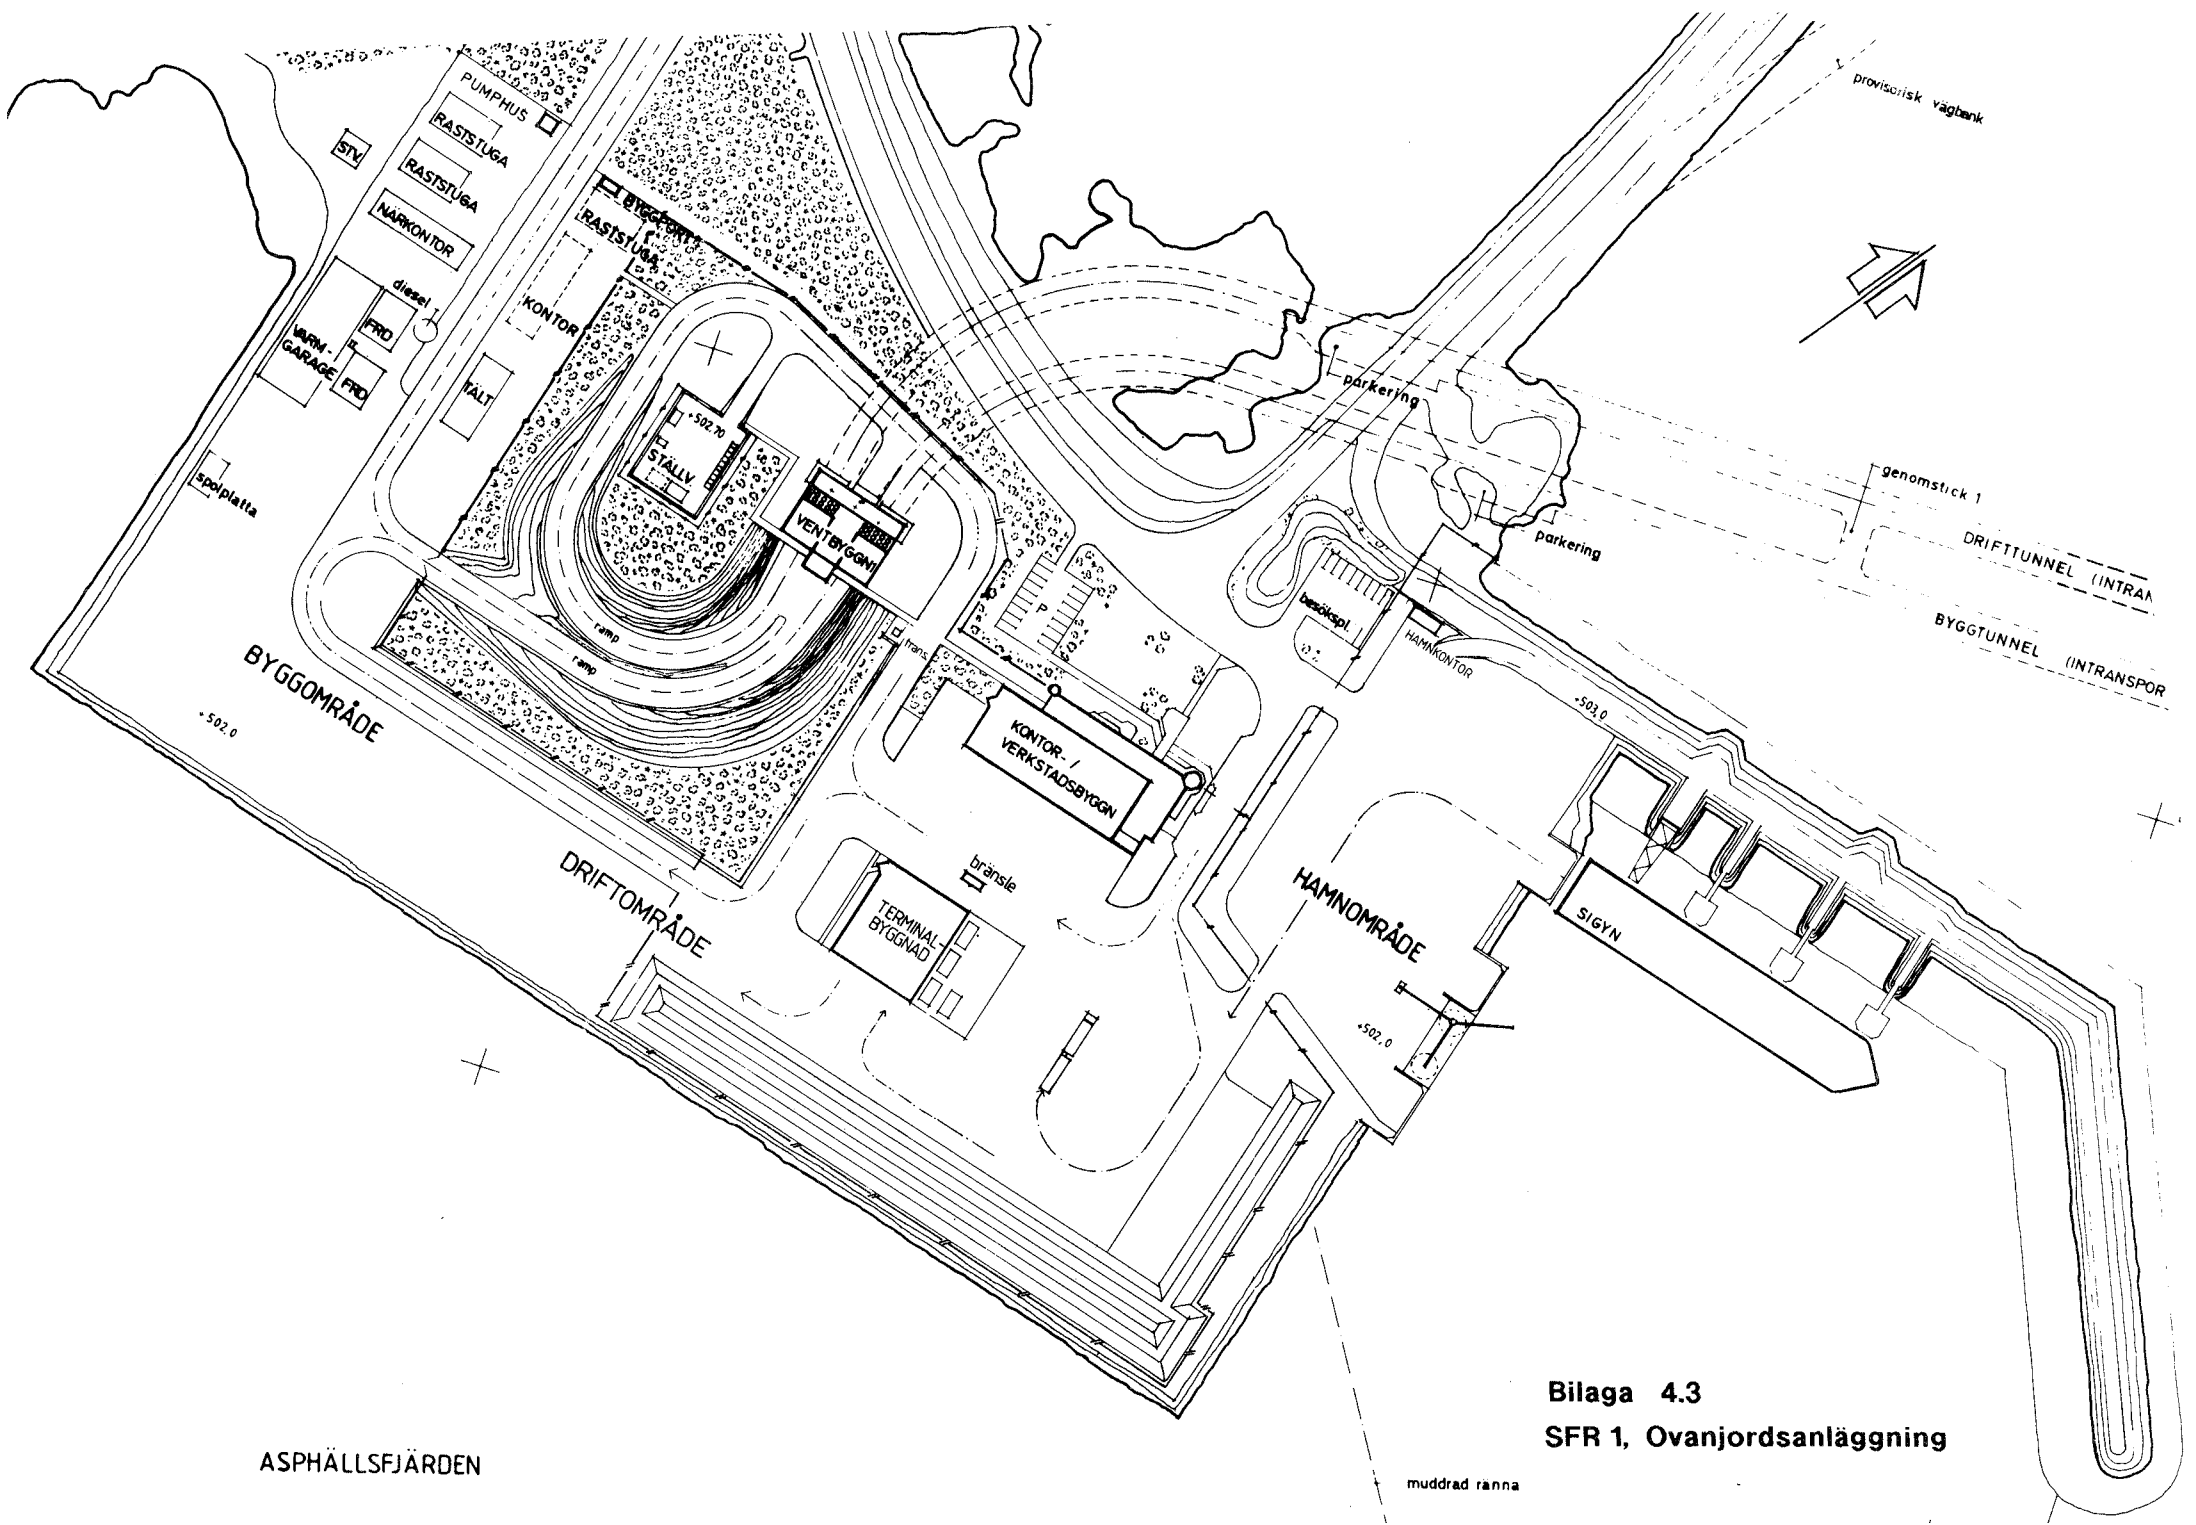 provisorisk vägbank
PUMPHUS
RASTSTUGA
STV.
RASTSTUGA
NÄRKONTOR
BYGGPORT
RASTSTUGA
diesel
KONTOR
FRD
VARM-
GARAGE
FRD
TÄLT
parkering
+502.70
STÄLLV.
spolplatta
VENTBYGGN
genomstick 1
parkering
DRIFTTUNNEL (INTRAN
BYGGTUNNEL (INTRANSPOR
P
besökspl.
HAMNKONTOR
ramp
ramp
trans.
BYGGOMRÅDE
+502,0
+503,0
KONTOR- /
VERKSTADSBYGGN
DRIFTOMRÅDE
bränsle
TERMINAL-
BYGGNAD
HAMNOMRÅDE
SIGYN
+502,0
Bilaga 4.3
SFR 1, Ovanjordsanläggning
ASPHÄLLSFJÄRDEN
muddrad ränna